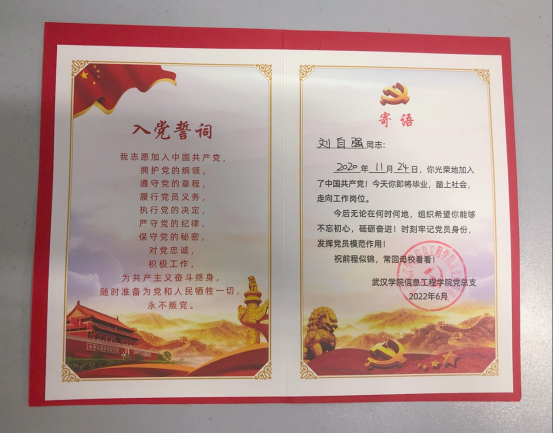 入党誓词
我志愿加入中国共产党，
拥护党的纲领，
遵守党的章程，
履行党员义务，
执行党的决定，
严守党的纪律，
保守党的秘密，
对党忠诚，
积极工作，
为共产主义奋斗终身，
随时准备为党和人民牺牲一切，
永不叛党。
寄语
刘自强同志：
2020年11月24日，你光荣地加入
了中国共产党！今天你即将毕业，踏上社会，
走向工作岗位。
今后无论在何时何地，组织希望你能够
不忘初心，砥砺奋进！时刻牢记党员身份，
发挥党员模范作用！
祝前程似锦，常回母校看看！
武汉学院信息工程学院党总支
2022年6月